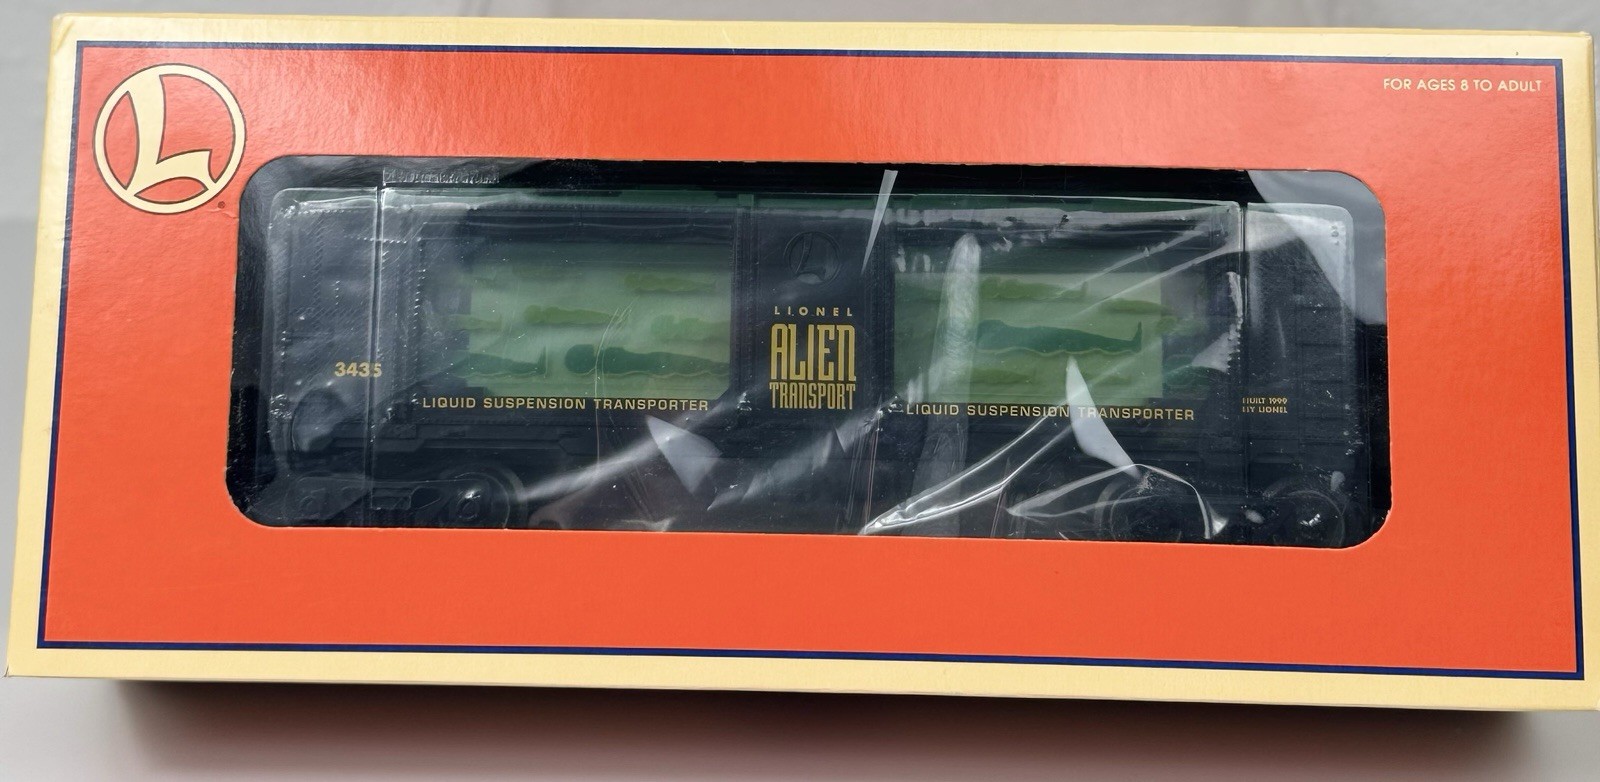 FOR AGES 8 TO ADULT
L
LIONEL
ALIEN
TRANSPORT
3435
LIQUID SUSPENSION TRANSPORTER
LIQUID SUSPENSION TRANSPORTER
BUILT 1999
BY LIONEL